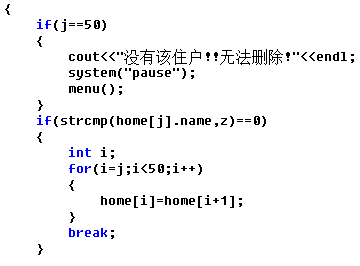 {
    if(j==50)
    {
        cout<<"没有该住户!!无法删除!"<<endl;
        system("pause");
        menu();
    }
    if(strcmp(home[j].name,z)==0)
    {
        int i;
        for(i=j;i<50;i++)
        {
            home[i]=home[i+1];
        }
        break;
    }